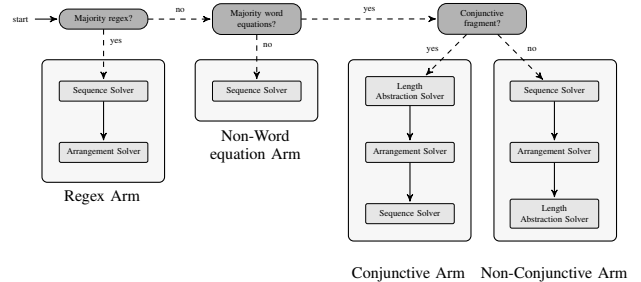 start
Majority regex?
no
Majority word
equations?
yes
Conjunctive
fragment?
yes
no
yes
no
Sequence Solver
Arrangement Solver
Regex Arm
Sequence Solver
Non-Word
equation Arm
Length
Abstraction Solver
Arrangement Solver
Sequence Solver
Conjunctive Arm
Sequence Solver
Arrangement Solver
Length
Abstraction Solver
Non-Conjunctive Arm